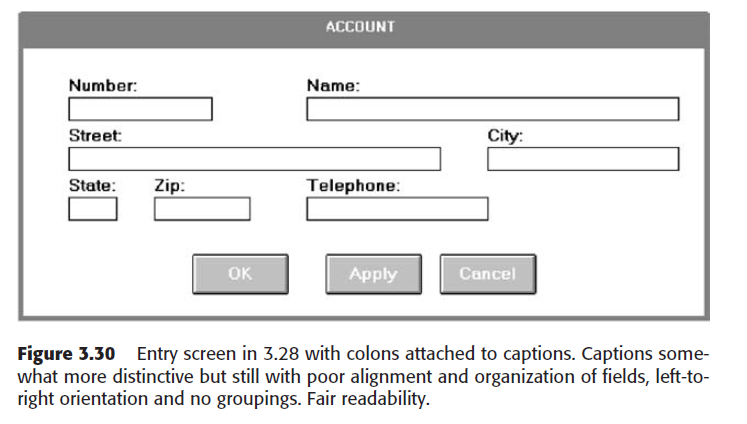 ACCOUNT
Number: Name:
Street: City:
State: Zip: Telephone:
OK Apply Cancel
Figure 3.30 Entry screen in 3.28 with colons attached to captions. Captions some-
what more distinctive but still with poor alignment and organization of fields, left-to-
right orientation and no groupings. Fair readability.